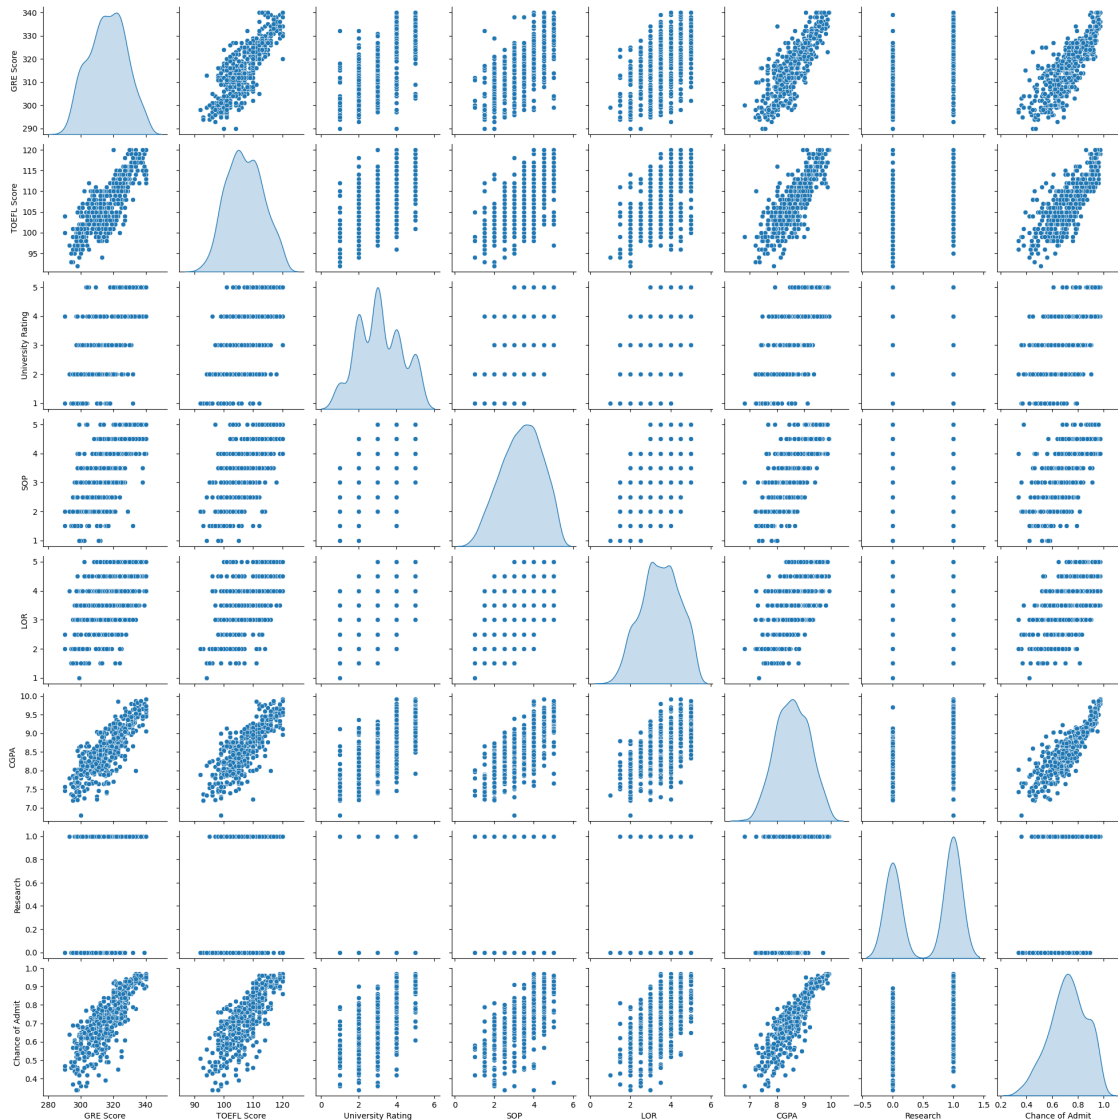 340
330
320
310
300
290
GRE Score
120
115
110
105
100
95
TOEFL Score
5
4
3
2
1
University Rating
5
4
3
2
1
SOP
5
4
3
2
1
LOR
10.0
9.5
9.0
8.5
8.0
7.5
7.0
CGPA
1.0
0.8
0.6
0.4
0.2
0.0
Research
1.0
0.9
0.8
0.7
0.6
0.5
0.4
Chance of Admit
280 300 320 340
GRE Score
90 100 110 120
TOEFL Score
0 2 4 6
University Rating
0 2 4 6
SOP
0 2 4 6
LOR
7 8 9 10
CGPA
−0.5 0.0 0.5 1.0 1.5
Research
0.2 0.4 0.6 0.8 1.0
Chance of Admit